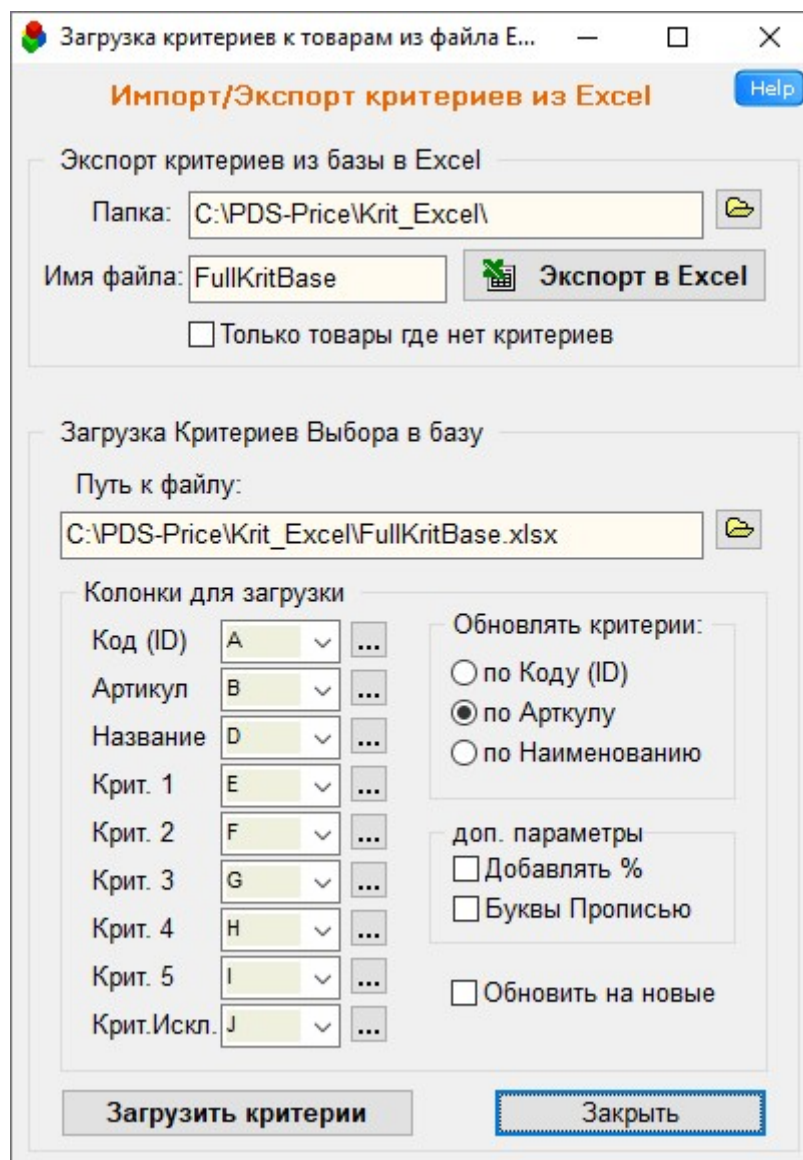 Загрузка критериев к товарам из файла E...
Импорт/Экспорт критериев из Excel
Help
Экспорт критериев из базы в Excel
Папка: C:\PDS-Price\Krit_Excel\
Имя файла: FullKritBase Экспорт в Excel
Только товары где нет критериев
Загрузка Критериев Выбора в базу
Путь к файлу:
C:\PDS-Price\Krit_Excel\FullKritBase.xlsx
Колонки для загрузки
Код (ID) A ...
Артикул B ...
Название D ...
Крит. 1 E ...
Крит. 2 F ...
Крит. 3 G ...
Крит. 4 H ...
Крит. 5 I ...
Крит.Искл. J ...
Обновлять критерии:
по Коду (ID)
по Арткулу
по Наименованию
доп. параметры
Добавлять %
Буквы Прописью
Обновить на новые
Загрузить критерии
Закрыть